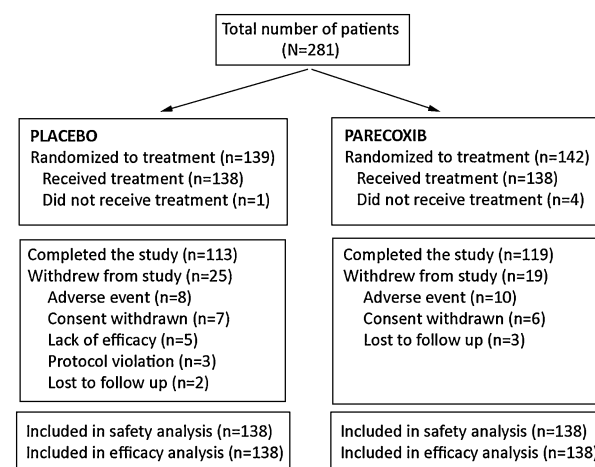 Total number of patients
(N=281)
PLACEBO
Randomized to treatment (n=139)
Received treatment (n=138)
Did not receive treatment (n=1)
PARECOXIB
Randomized to treatment (n=142)
Received treatment (n=138)
Did not receive treatment (n=4)
Completed the study (n=113)
Withdrew from study (n=25)
Adverse event (n=8)
Consent withdrawn (n=7)
Lack of efficacy (n=5)
Protocol violation (n=3)
Lost to follow up (n=2)
Completed the study (n=119)
Withdrew from study (n=19)
Adverse event (n=10)
Consent withdrawn (n=6)
Lost to follow up (n=3)
Included in safety analysis (n=138)
Included in efficacy analysis (n=138)
Included in safety analysis (n=138)
Included in efficacy analysis (n=138)